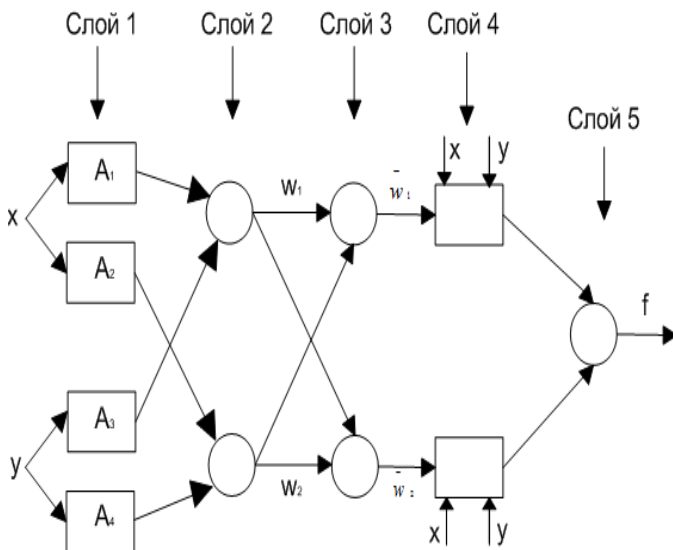 Слой 1 Слой 2 Слой 3 Слой 4
Слой 5
x y
A₁ w₁ w̄ ₁
x
A₂
f
A₃
y
A₄ w₂ w̄ ₂
x y